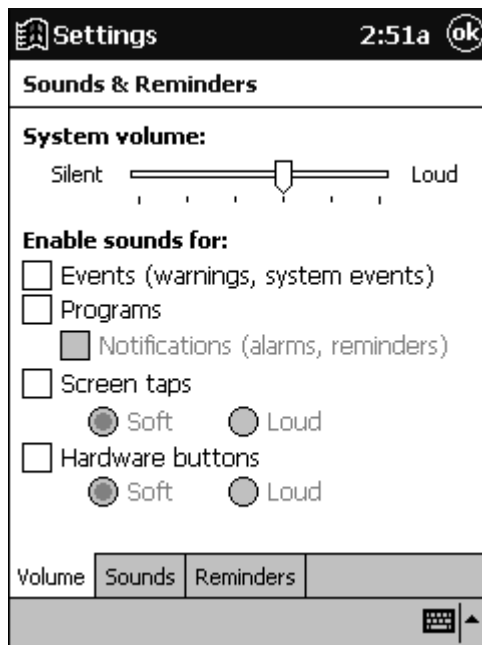 Settings 2:51a ok
Sounds & Reminders
System volume:
Silent Loud
Enable sounds for:
Events (warnings, system events)
Programs
Notifications (alarms, reminders)
Screen taps
Soft Loud
Hardware buttons
Soft Loud
Volume Sounds Reminders